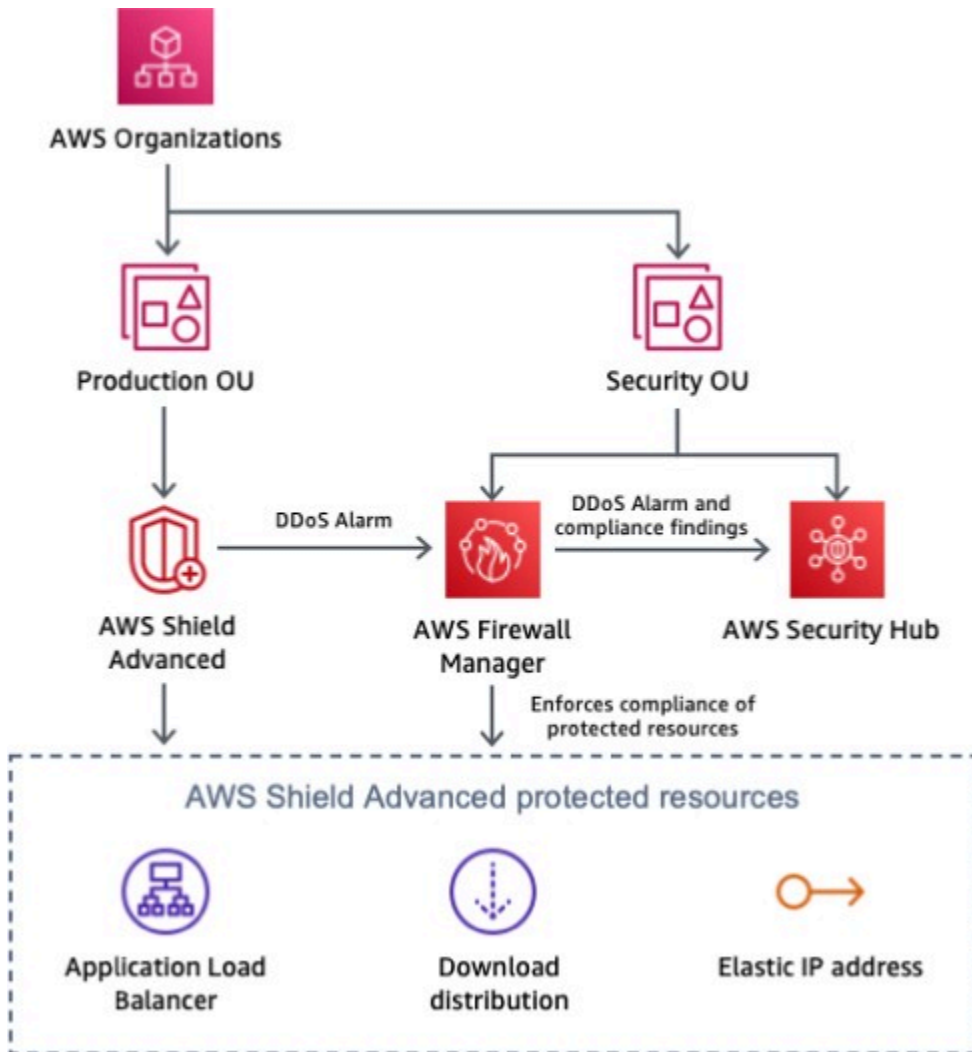 AWS Organizations
Production OU
Security OU
DDoS Alarm
DDoS Alarm and
compliance findings
AWS Shield
Advanced
AWS Firewall
Manager
AWS Security Hub
Enforces compliance of
protected resources
AWS Shield Advanced protected resources
Application Load
Balancer
Download
distribution
Elastic IP address